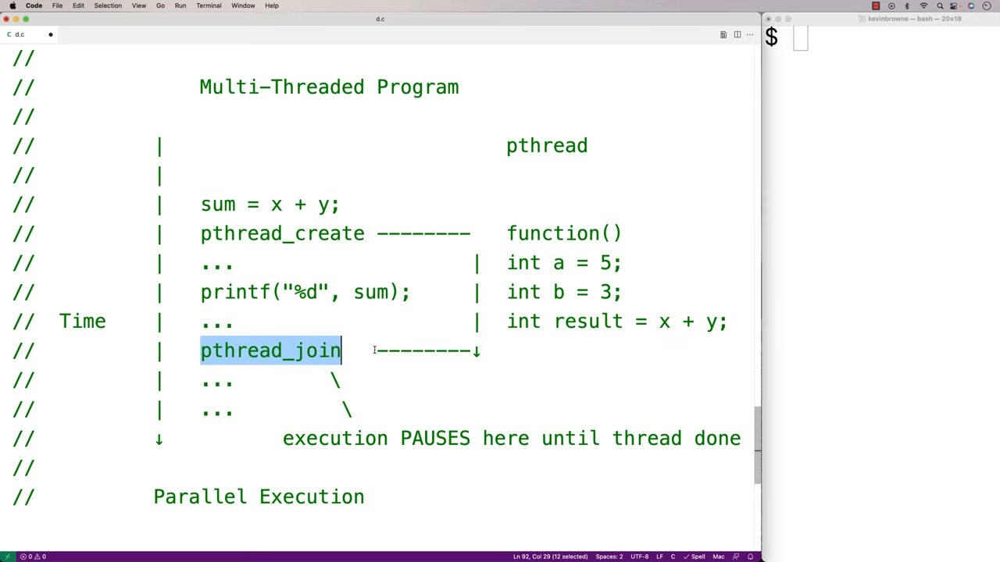 Code File Edit Selection View Go Run Terminal Window Help
d.c
kevinbrowne — bash — 20×18
C d.c
$
//
// Multi-Threaded Program
//
// | pthread
// |
// | sum = x + y;
// | pthread_create -------- function()
// | ... | int a = 5;
// | printf("%d", sum); | int b = 3;
// Time | ... | int result = x + y;
// | pthread_join --------↓
// | ... \
// | ... \
// ↓ execution PAUSES here until thread done
//
// Parallel Execution
0 0 Ln 92, Col 29 (12 selected) Spaces: 2 UTF-8 LF C Spell Mac